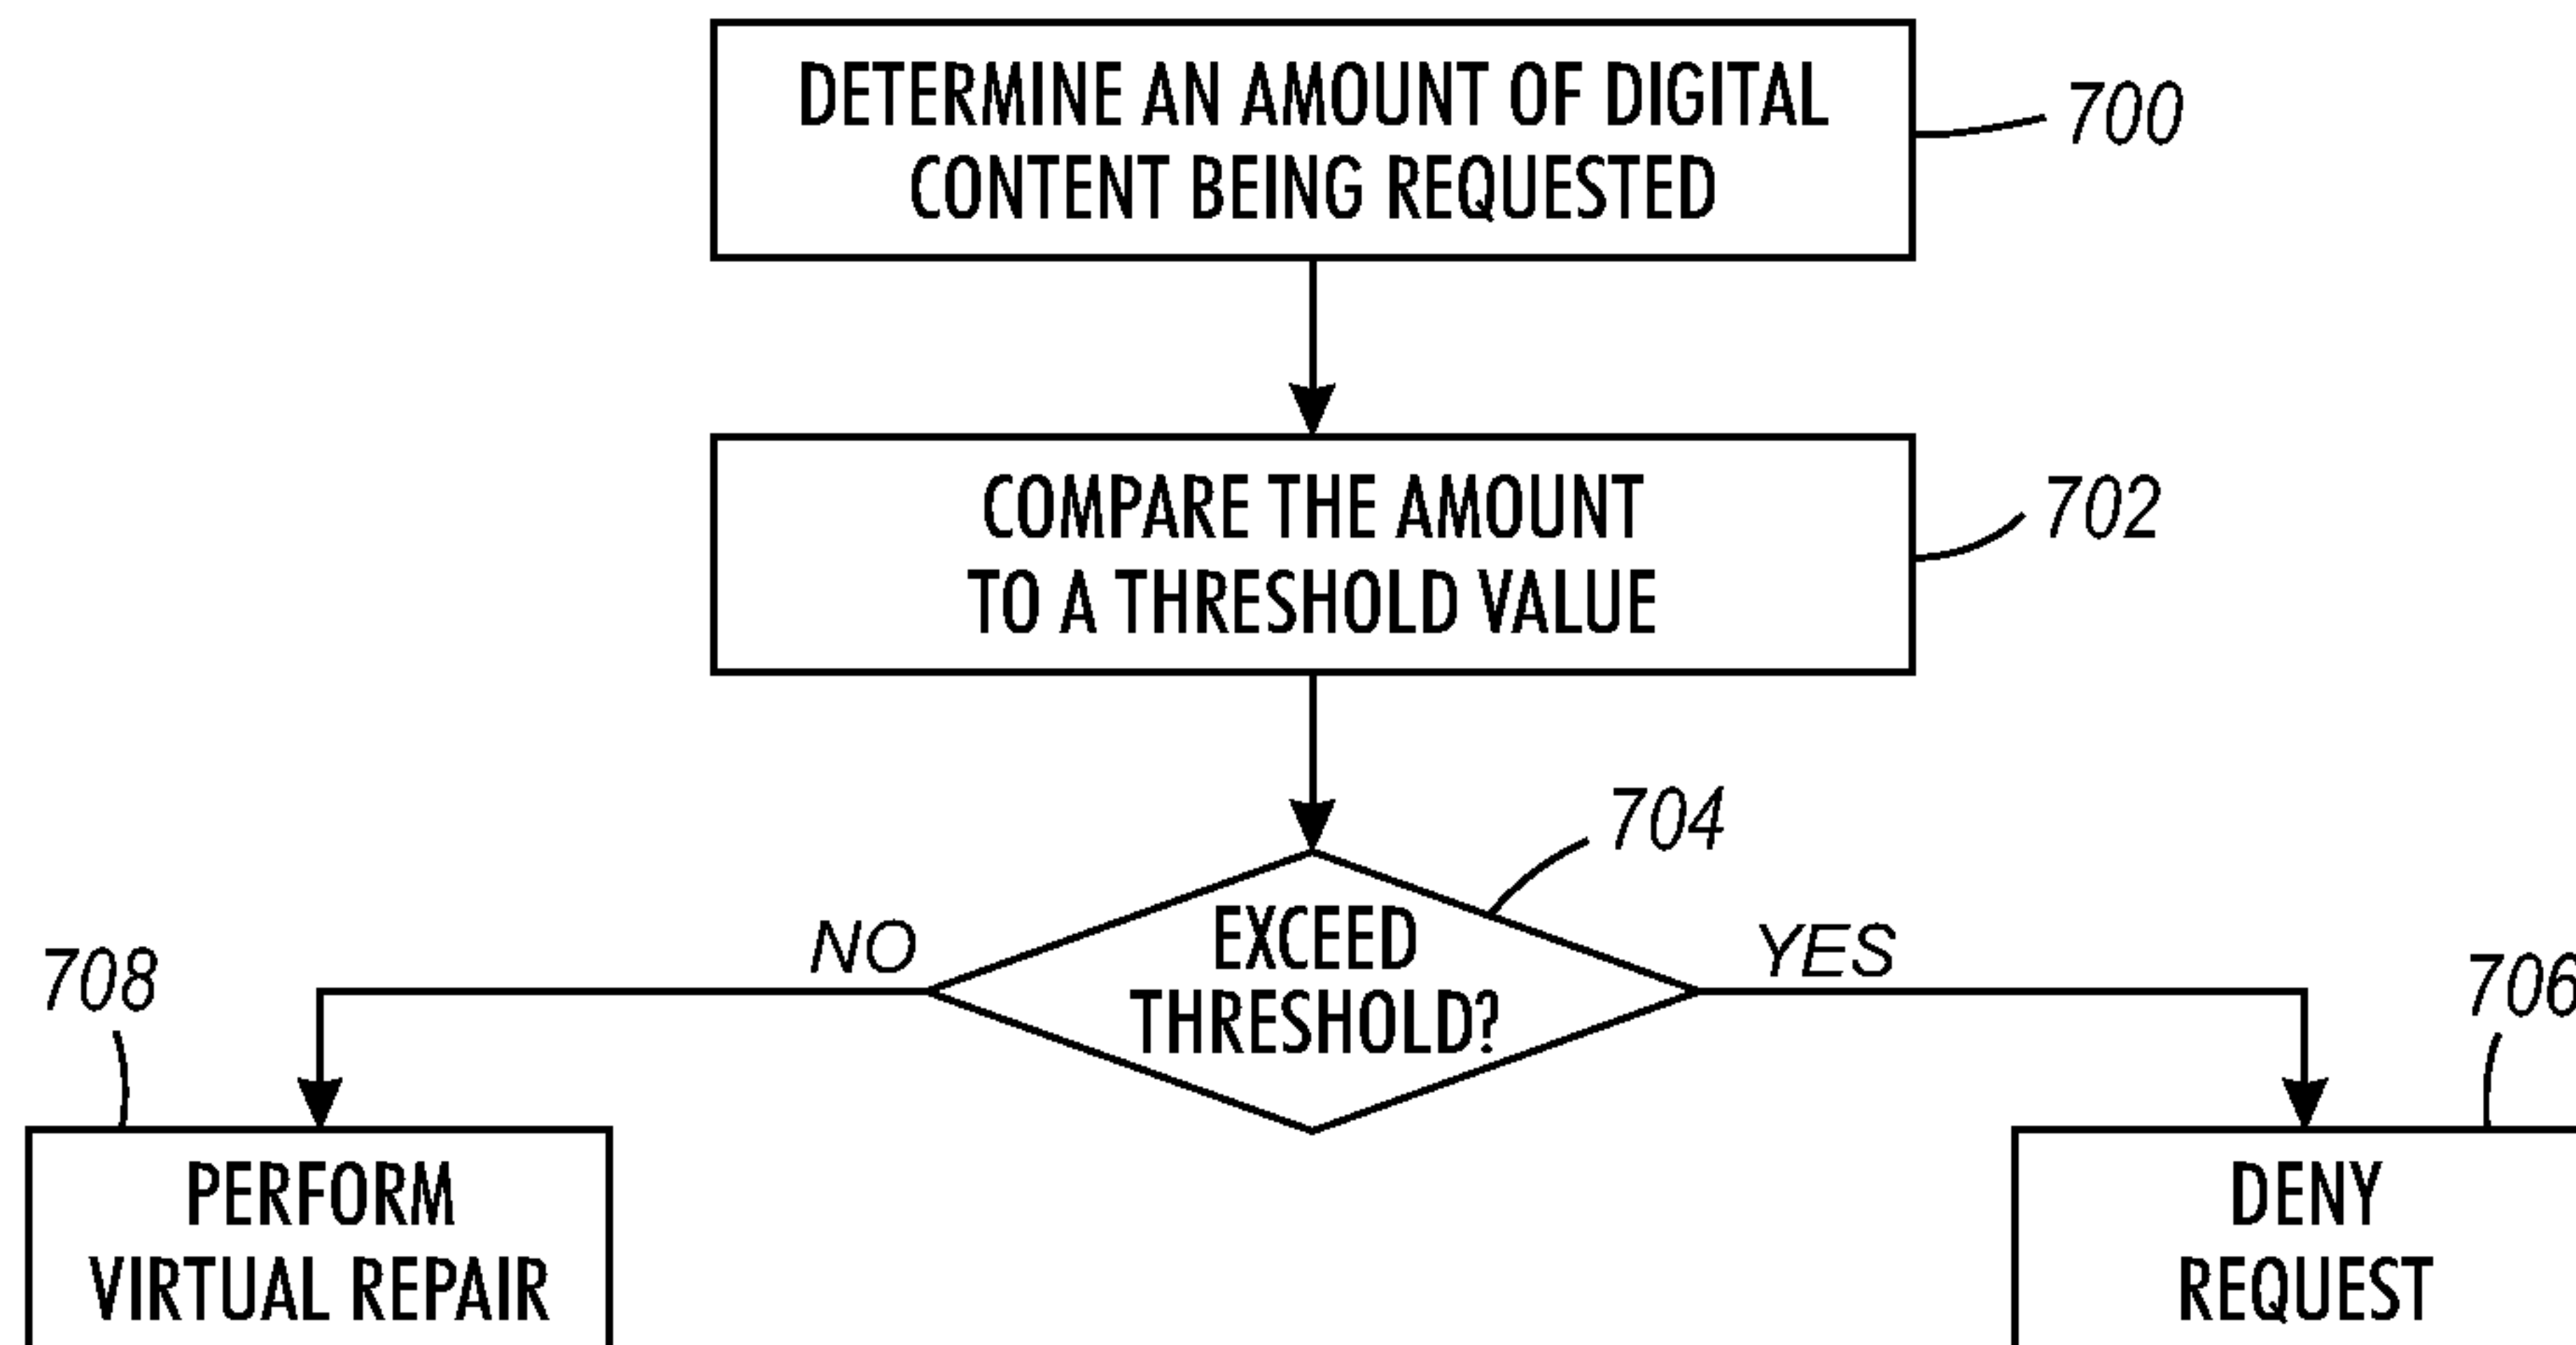 DETERMINE AN AMOUNT OF DIGITAL
CONTENT BEING REQUESTED
700
COMPARE THE AMOUNT
TO A THRESHOLD VALUE
702
704
EXCEED
THRESHOLD?
NO
YES
708
706
PERFORM
VIRTUAL REPAIR
DENY
REQUEST